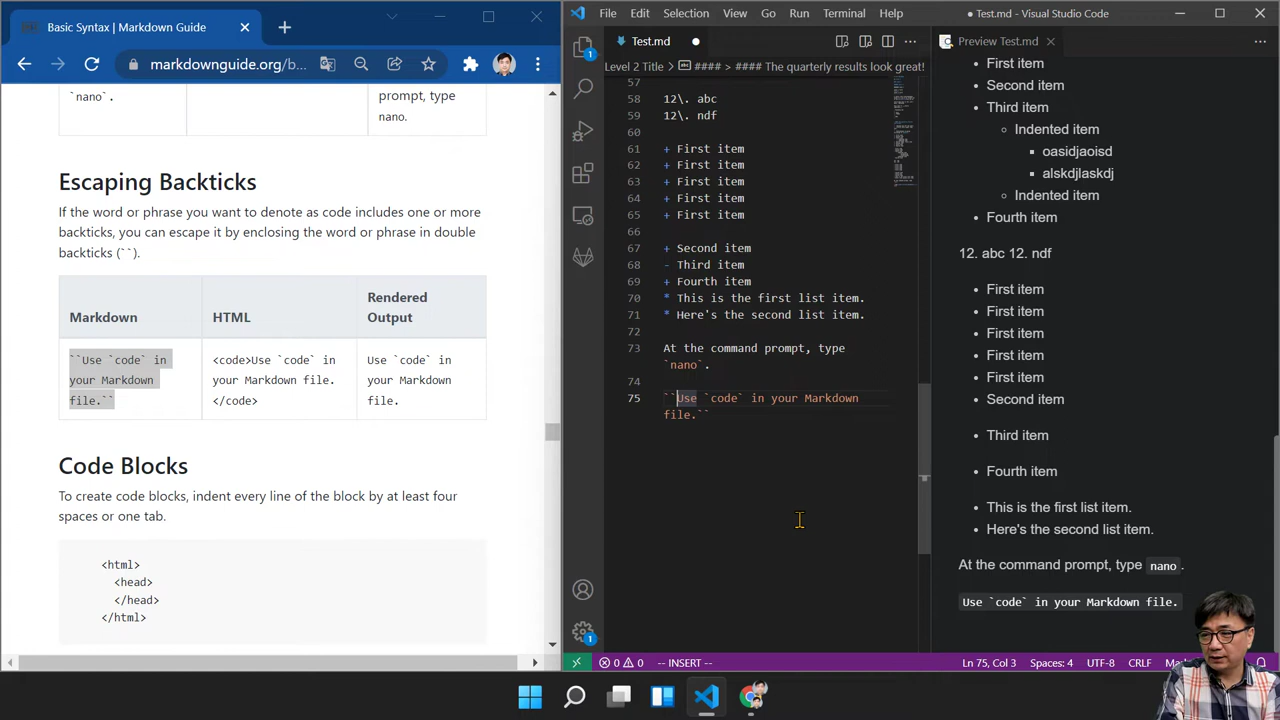 Basic Syntax | Markdown Guide
markdownguide.org/b...
`nano`.
prompt, type
nano.
Escaping Backticks
If the word or phrase you want to denote as code includes one or more
backticks, you can escape it by enclosing the word or phrase in double
backticks (``).
Markdown
HTML
Rendered
Output
``Use `code` in
your Markdown
file.``
<code>Use `code` in
your Markdown file.
</code>
Use `code` in
your Markdown
file.
Code Blocks
To create code blocks, indent every line of the block by at least four
spaces or one tab.
<html>
<head>
</head>
</html>
File Edit Selection View Go Run Terminal Help
● Test.md - Visual Studio Code
Test.md
Level 2 Title > #### > #### The quarterly results look great!
57
58 12\. abc
59 12\. ndf
60
61 + First item
62 + First item
63 + First item
64 + First item
65 + First item
66
67 + Second item
68 - Third item
69 + Fourth item
70 * This is the first list item.
71 * Here's the second list item.
72
73 At the command prompt, type
`nano`.
74
75 ``Use `code` in your Markdown
file.``
1
1
Preview Test.md
First item
Second item
Third item
Indented item
oasidjaoisd
alskdjlaskdj
Indented item
Fourth item
12. abc 12. ndf
First item
First item
First item
First item
First item
Second item
Third item
Fourth item
This is the first list item.
Here's the second list item.
At the command prompt, type nano.
Use `code` in your Markdown file.
0 0 -- INSERT -- Ln 75, Col 3 Spaces: 4 UTF-8 CRLF